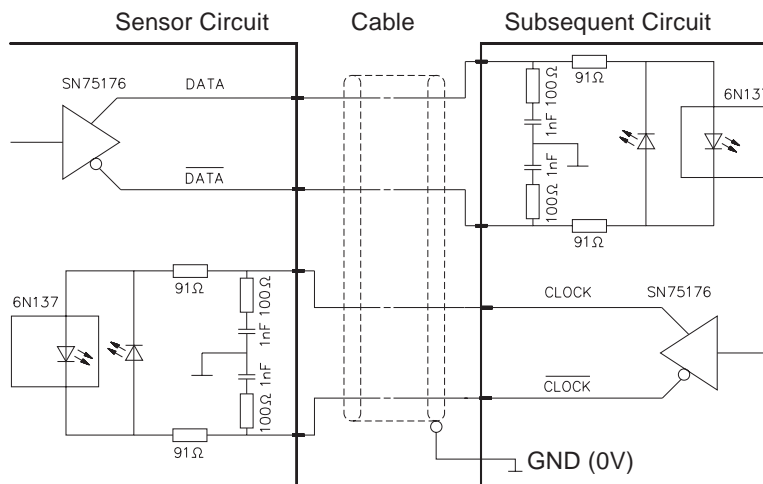 Sensor Circuit
Cable
Subsequent Circuit
SN75176
DATA
DATA
91Ω
100Ω
1nF
1nF
100Ω
91Ω
6N137
6N137
91Ω
100Ω
1nF
1nF
100Ω
91Ω
CLOCK
SN75176
CLOCK
GND (0V)